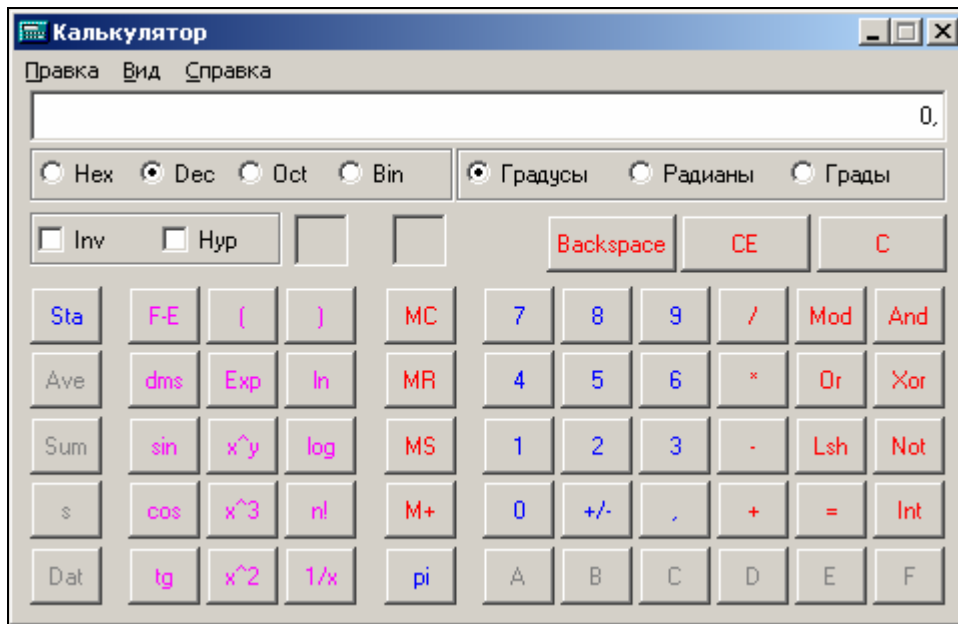 Калькулятор
Правка Вид Справка
0,
Hex Dec Oct Bin Градусы Радианы Грады
Inv Hyp Backspace CE C
Sta F-E ( ) MC 7 8 9 / Mod And
Ave dms Exp ln MR 4 5 6 * Or Xor
Sum sin x^y log MS 1 2 3 - Lsh Not
s cos x^3 n! M+ 0 +/- , + = Int
Dat tg x^2 1/x pi A B C D E F